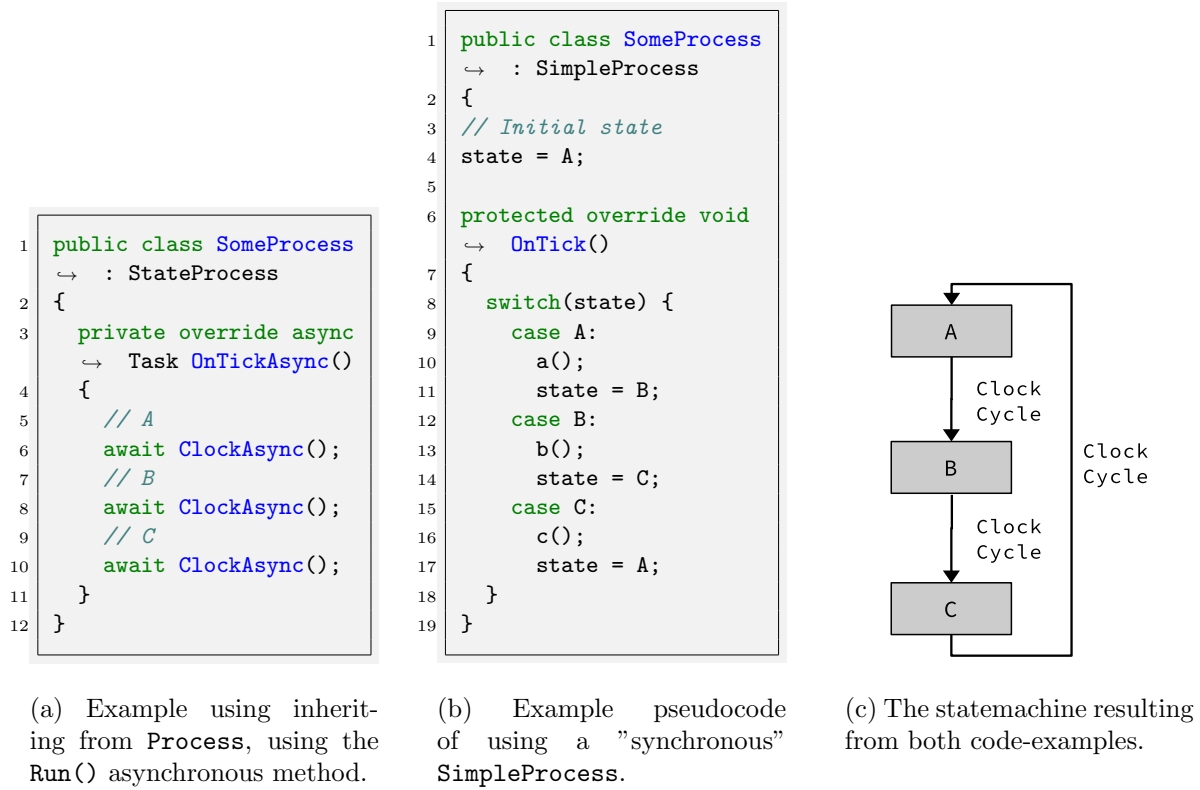 1 public class SomeProcess
↪ : StateProcess
2 {
3 private override async
↪ Task OnTickAsync()
4 {
5 // A
6 await ClockAsync();
7 // B
8 await ClockAsync();
9 // C
10 await ClockAsync();
11 }
12 }
(a) Example using inherit-
ing from Process, using the
Run() asynchronous method.
1 public class SomeProcess
↪ : SimpleProcess
2 {
3 // Initial state
4 state = A;
5
6 protected override void
↪ OnTick()
7 {
8 switch(state) {
9 case A:
10 a();
11 state = B;
12 case B:
13 b();
14 state = C;
15 case C:
16 c();
17 state = A;
18 }
19 }
(b) Example pseudocode
of using a ”synchronous”
SimpleProcess.
A
Clock
Cycle
B
Clock
Cycle
Clock
Cycle
C
(c) The statemachine resulting
from both code-examples.